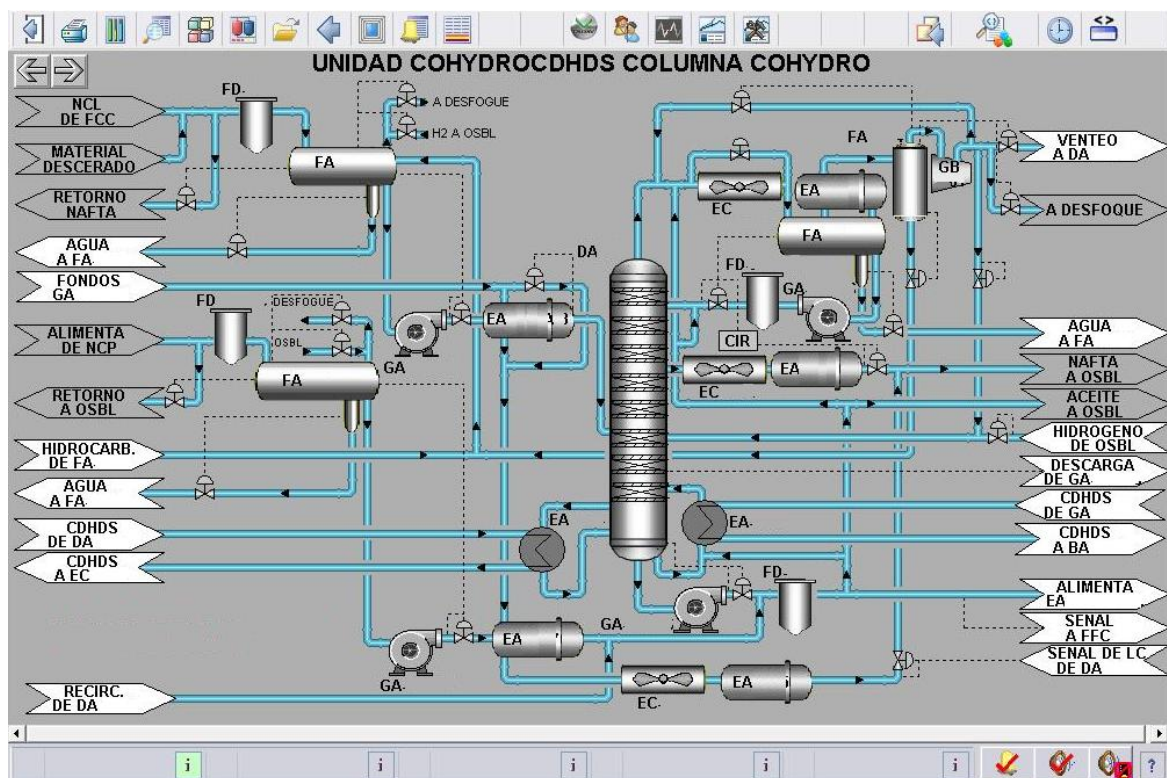 UNIDAD COHYDROCDHDS COLUMNA COHYDRO
NCL
DE FCC
MATERIAL
DESCERADO
RETORNO
NAFTA
AGUA
A FA
FONDOS
GA
ALIMENTA
DE NCP
RETORNO
A OSBL
HIDROCARB.
DE FA.
AGUA
A FA.
CDHDS
DE DA
CDHDS
A EC
RECIRC.
DE DA
FD.
FA
A DESFOGUE
H2 A OSBL
FD
DESFOGUE
OSBL
FA
GA
EA
DA
EA
GA.
EA
GA.
EC.
EA
EC
EA
FA
GB
FA
FD.
GA
CIR
EC
EA
EA.
FD.
VENTEO
A DA
A DESFOQUE
AGUA
A FA
NAFTA
A OSBL
ACEITE
A OSBL
HIDROGENO
DE OSBL
DESCARGA
DE GA.
CDHDS
DE GA
CDHDS
A BA
ALIMENTA
EA
SENAL
A FFC
SENAL DE LC
DE DA
i
i
i
i
i
?